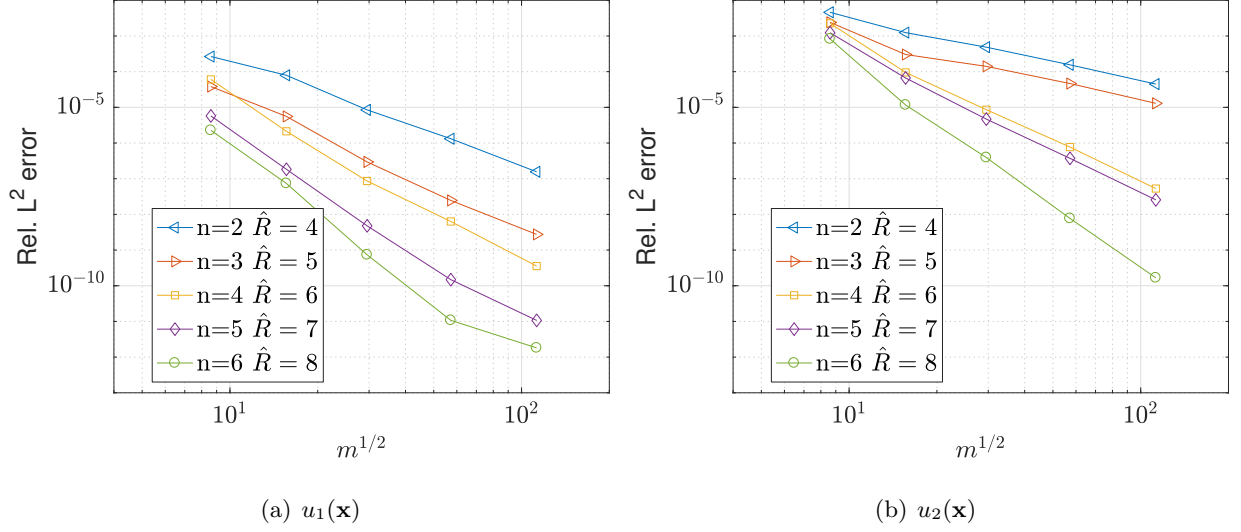 Rel. L² error
10⁻⁵
10⁻¹⁰
n=2 R̂ = 4
n=3 R̂ = 5
n=4 R̂ = 6
n=5 R̂ = 7
n=6 R̂ = 8
10¹
10²
m^{1/2}
(a) u₁(x)
Rel. L² error
10⁻⁵
10⁻¹⁰
n=2 R̂ = 4
n=3 R̂ = 5
n=4 R̂ = 6
n=5 R̂ = 7
n=6 R̂ = 8
10¹
10²
m^{1/2}
(b) u₂(x)